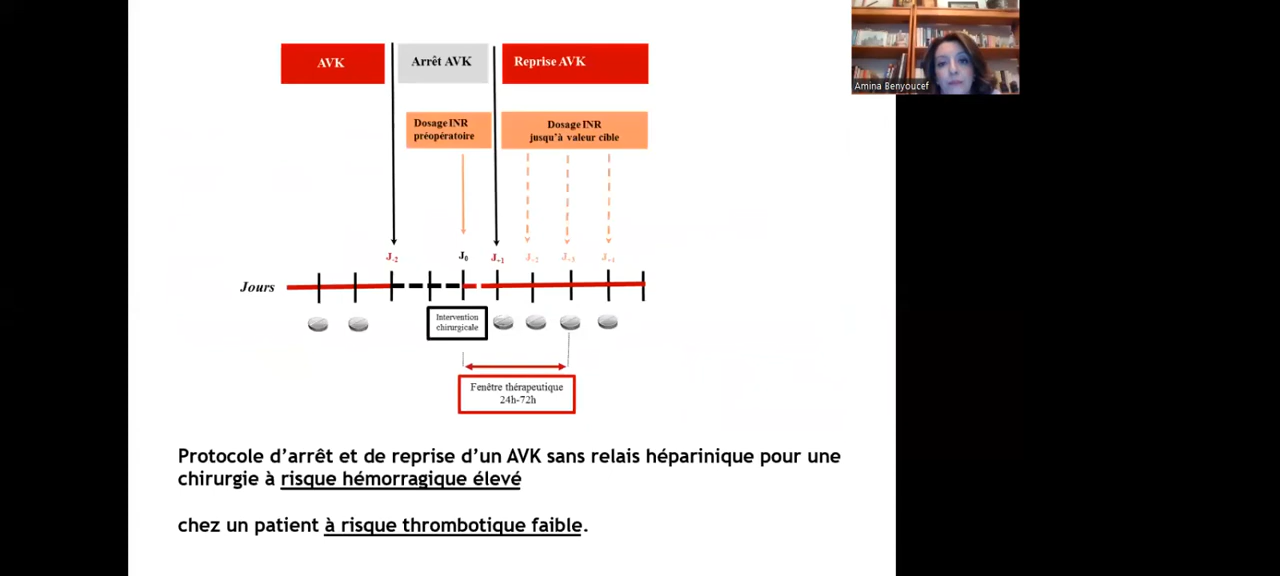 AVK
Arrêt AVK
Reprise AVK
Amina Benyoucef
Dosage INR
préopératoire
Dosage INR
jusqu'à valeur cible
J-2
J0
J+1
J+2
J+3
J+4
Jours
Intervention
chirurgicale
Fenêtre thérapeutique
24h-72h
Protocole d'arrêt et de reprise d'un AVK sans relais héparinique pour une
chirurgie à risque hémorragique élevé
chez un patient à risque thrombotique faible.